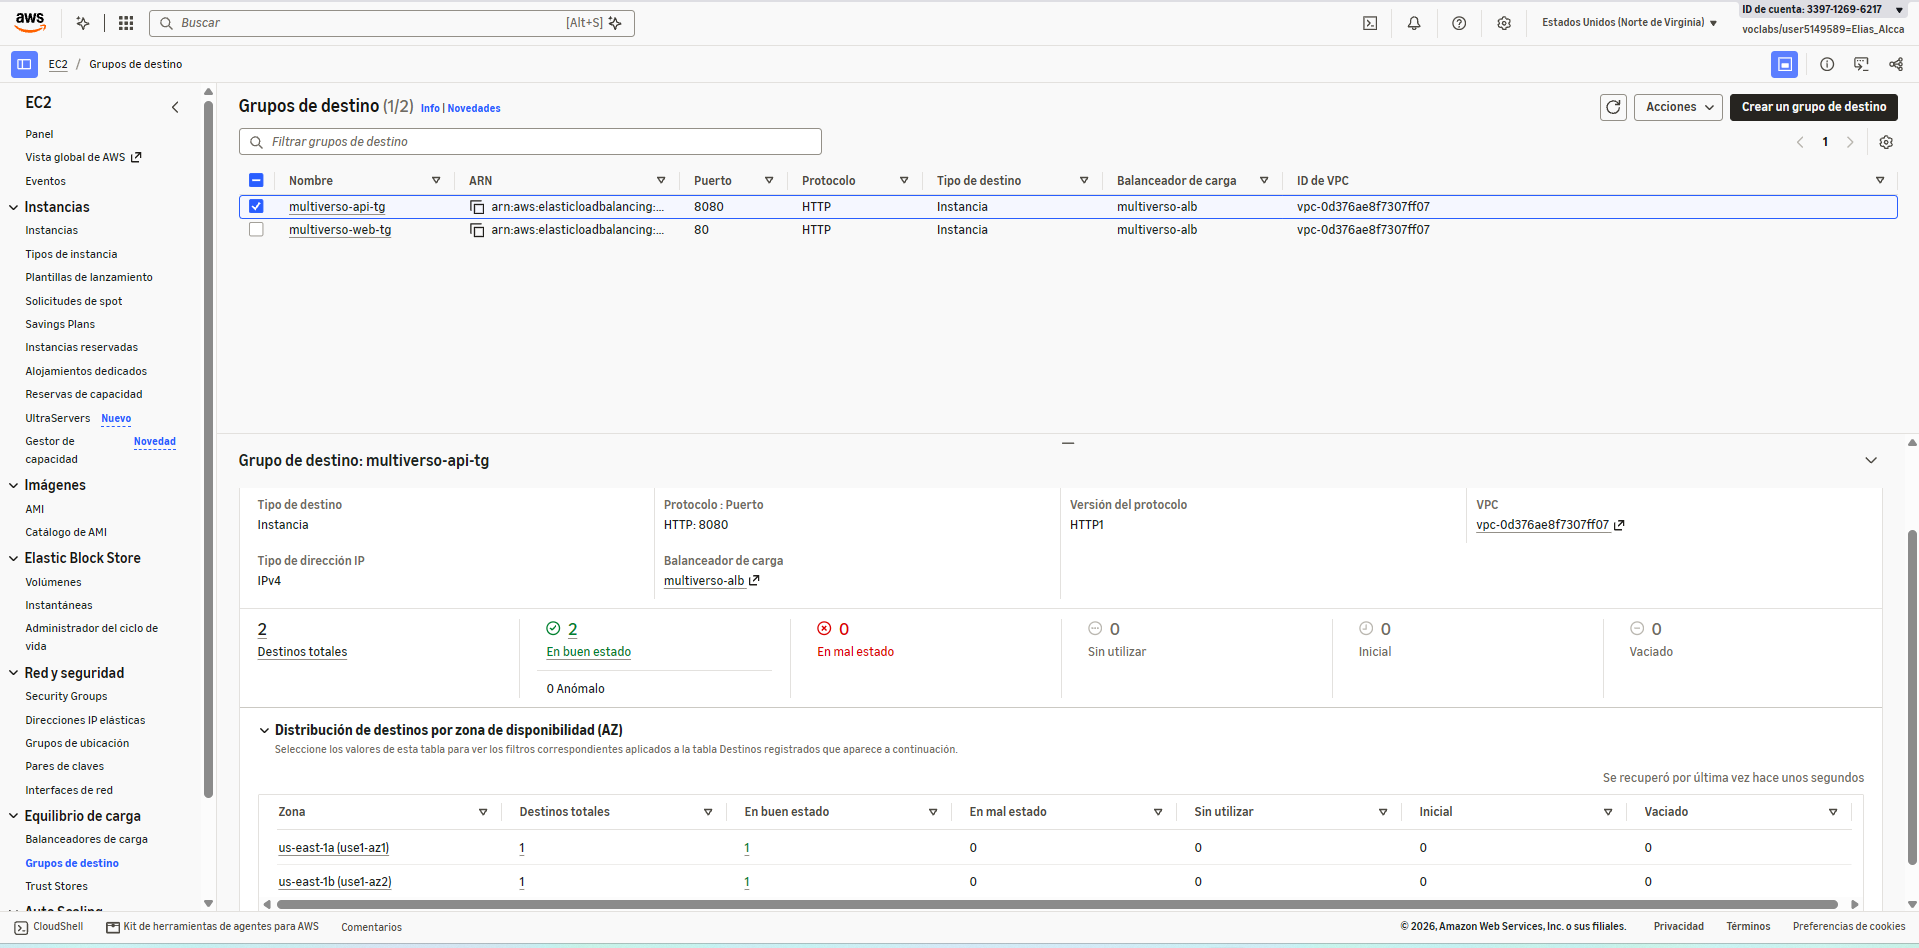 aws
Buscar [Alt+S]
Estados Unidos (Norte de Virginia)
ID de cuenta: 3397-1269-6217
voclabs/user5149589=Elias_Alcca
EC2 / Grupos de destino
EC2
Panel
Vista global de AWS
Eventos
Instancias
Instancias
Tipos de instancia
Plantillas de lanzamiento
Solicitudes de spot
Savings Plans
Instancias reservadas
Alojamientos dedicados
Reservas de capacidad
UltraServers Nuevo
Gestor de capacidad Novedad
Imágenes
AMI
Catálogo de AMI
Elastic Block Store
Volúmenes
Instantáneas
Administrador del ciclo de vida
Red y seguridad
Security Groups
Direcciones IP elásticas
Grupos de ubicación
Pares de claves
Interfaces de red
Equilibrio de carga
Balanceadores de carga
Grupos de destino
Trust Stores
Auto Scaling
Grupos de destino (1/2) Info | Novedades
Acciones
Crear un grupo de destino
Filtrar grupos de destino
1
Nombre ARN Puerto Protocolo Tipo de destino Balanceador de carga ID de VPC
multiverso-api-tg arn:aws:elasticloadbalancing:... 8080 HTTP Instancia multiverso-alb vpc-0d376ae8f7307ff07
multiverso-web-tg arn:aws:elasticloadbalancing:... 80 HTTP Instancia multiverso-alb vpc-0d376ae8f7307ff07
Grupo de destino: multiverso-api-tg
Tipo de destino Protocolo : Puerto Versión del protocolo VPC
Instancia HTTP: 8080 HTTP1 vpc-0d376ae8f7307ff07
Tipo de dirección IP Balanceador de carga
IPv4 multiverso-alb
2 2 0 0 0 0
Destinos totales En buen estado En mal estado Sin utilizar Inicial Vaciado
0 Anómalo
Distribución de destinos por zona de disponibilidad (AZ)
Seleccione los valores de esta tabla para ver los filtros correspondientes aplicados a la tabla Destinos registrados que aparece a continuación.
Se recuperó por última vez hace unos segundos
Zona Destinos totales En buen estado En mal estado Sin utilizar Inicial Vaciado
us-east-1a (use1-az1) 1 1 0 0 0 0
us-east-1b (use1-az2) 1 1 0 0 0 0
CloudShell Kit de herramientas de agentes para AWS Comentarios
© 2026, Amazon Web Services, Inc. o sus filiales. Privacidad Términos Preferencias de cookies